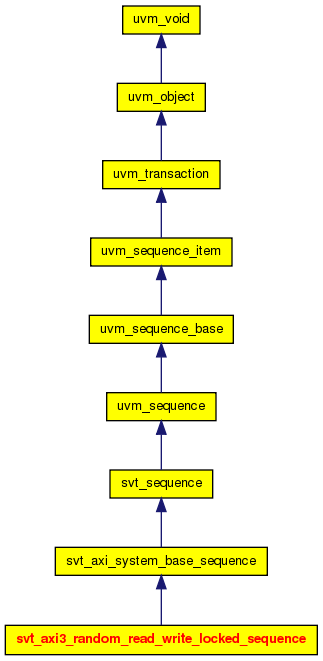 uvm_void
uvm_object
uvm_transaction
uvm_sequence_item
uvm_sequence_base
uvm_sequence
svt_sequence
svt_axi_system_base_sequence
svt_axi3_random_read_write_locked_sequence